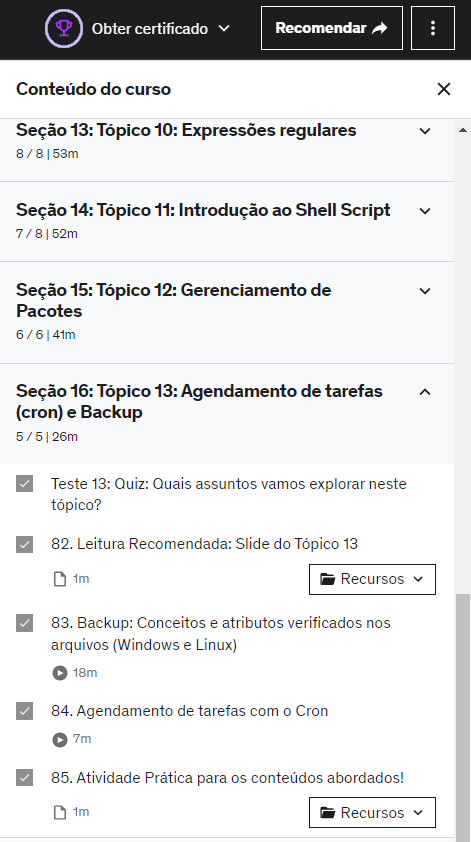 Obter certificado
Recomendar
Conteúdo do curso
Seção 13: Tópico 10: Expressões regulares
8 / 8 | 53m
Seção 14: Tópico 11: Introdução ao Shell Script
7 / 8 | 52m
Seção 15: Tópico 12: Gerenciamento de
Pacotes
6 / 6 | 41m
Seção 16: Tópico 13: Agendamento de tarefas
(cron) e Backup
5 / 5 | 26m
Teste 13: Quiz: Quais assuntos vamos explorar neste
tópico?
82. Leitura Recomendada: Slide do Tópico 13
1m
Recursos
83. Backup: Conceitos e atributos verificados nos
arquivos (Windows e Linux)
18m
84. Agendamento de tarefas com o Cron
7m
85. Atividade Prática para os conteúdos abordados!
1m
Recursos